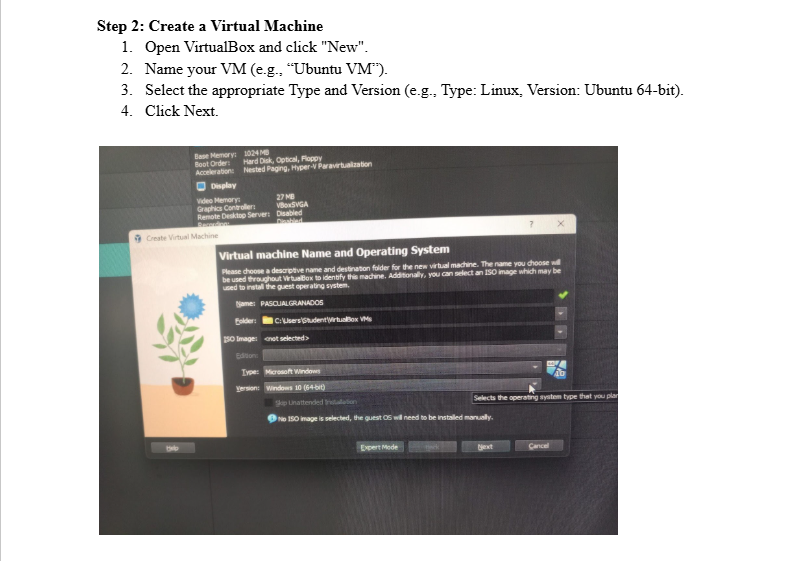 Step 2: Create a Virtual Machine
1. Open VirtualBox and click "New".
2. Name your VM (e.g., “Ubuntu VM”).
3. Select the appropriate Type and Version (e.g., Type: Linux, Version: Ubuntu 64-bit).
4. Click Next.
Base Memory: 1024 MB
Boot Order: Hard Disk, Optical, Floppy
Acceleration: Nested Paging, Hyper-V Paravirtualization
Display
Video Memory: 27 MB
Graphics Controller: VBoxSVGA
Remote Desktop Server: Disabled
Recording: Disabled
Create Virtual Machine
? ×
Virtual machine Name and Operating System
Please choose a descriptive name and destination folder for the new virtual machine. The name you choose will
be used throughout VirtualBox to identify this machine. Additionally, you can select an ISO image which may be
used to install the guest operating system.
Name: PASCUALGRANADOS
Folder: C:\Users\Student\VirtualBox VMs
ISO Image: <not selected>
Edition:
Type: Microsoft Windows
64
Version: Windows 10 (64-bit)
Selects the operating system type that you plan
Skip Unattended Installation
No ISO image is selected, the guest OS will need to be installed manually.
Help Expert Mode Back Next Cancel